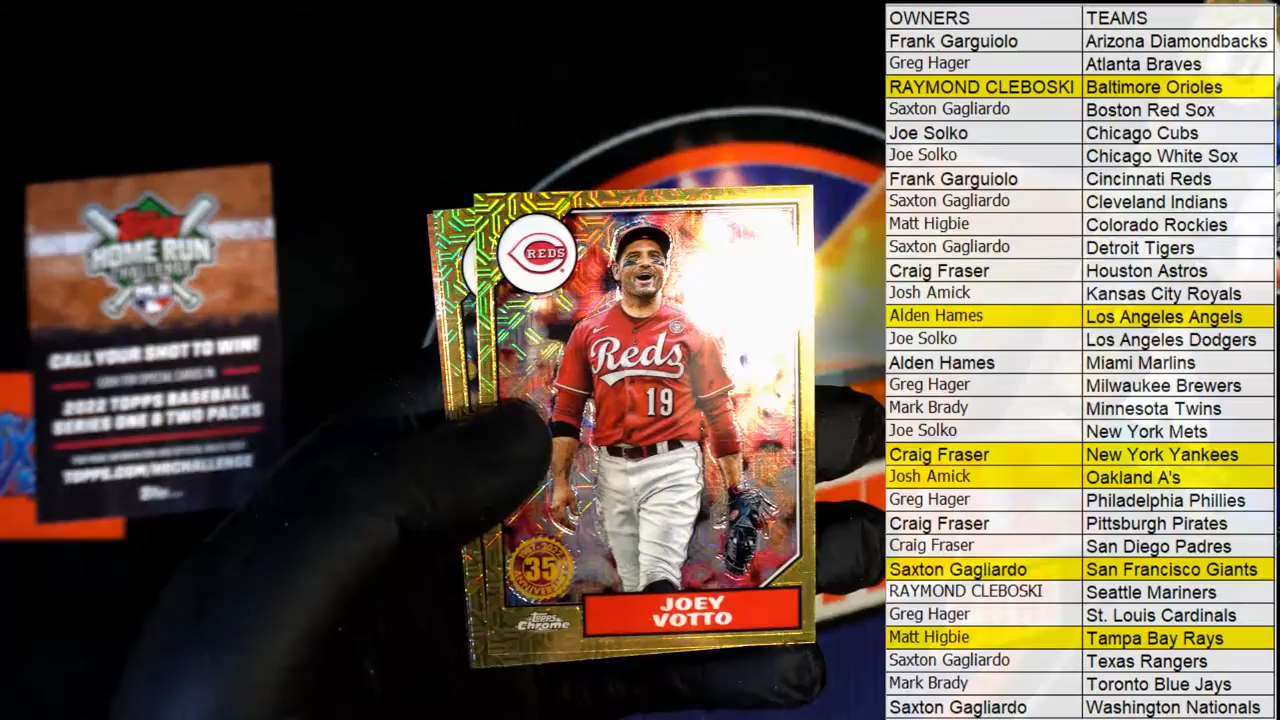 HOME RUN
CHALLENGE
CALL YOUR SHOT TO WIN!
LOOK FOR SPECIAL CARDS IN
2022 TOPPS BASEBALL
SERIES ONE & TWO PACKS
TOPPS.COM/HRCHALLENGE
Topps
REDS
Reds
19
35
ANNIVERSARY
Topps
Chrome
JOEY
VOTTO
OWNERS TEAMS
Frank Garguiolo Arizona Diamondbacks
Greg Hager Atlanta Braves
RAYMOND CLEBOSKI Baltimore Orioles
Saxton Gagliardo Boston Red Sox
Joe Solko Chicago Cubs
Joe Solko Chicago White Sox
Frank Garguiolo Cincinnati Reds
Saxton Gagliardo Cleveland Indians
Matt Higbie Colorado Rockies
Saxton Gagliardo Detroit Tigers
Craig Fraser Houston Astros
Josh Amick Kansas City Royals
Alden Hames Los Angeles Angels
Joe Solko Los Angeles Dodgers
Alden Hames Miami Marlins
Greg Hager Milwaukee Brewers
Mark Brady Minnesota Twins
Joe Solko New York Mets
Craig Fraser New York Yankees
Josh Amick Oakland A's
Greg Hager Philadelphia Phillies
Craig Fraser Pittsburgh Pirates
Craig Fraser San Diego Padres
Saxton Gagliardo San Francisco Giants
RAYMOND CLEBOSKI Seattle Mariners
Greg Hager St. Louis Cardinals
Matt Higbie Tampa Bay Rays
Saxton Gagliardo Texas Rangers
Mark Brady Toronto Blue Jays
Saxton Gagliardo Washington Nationals